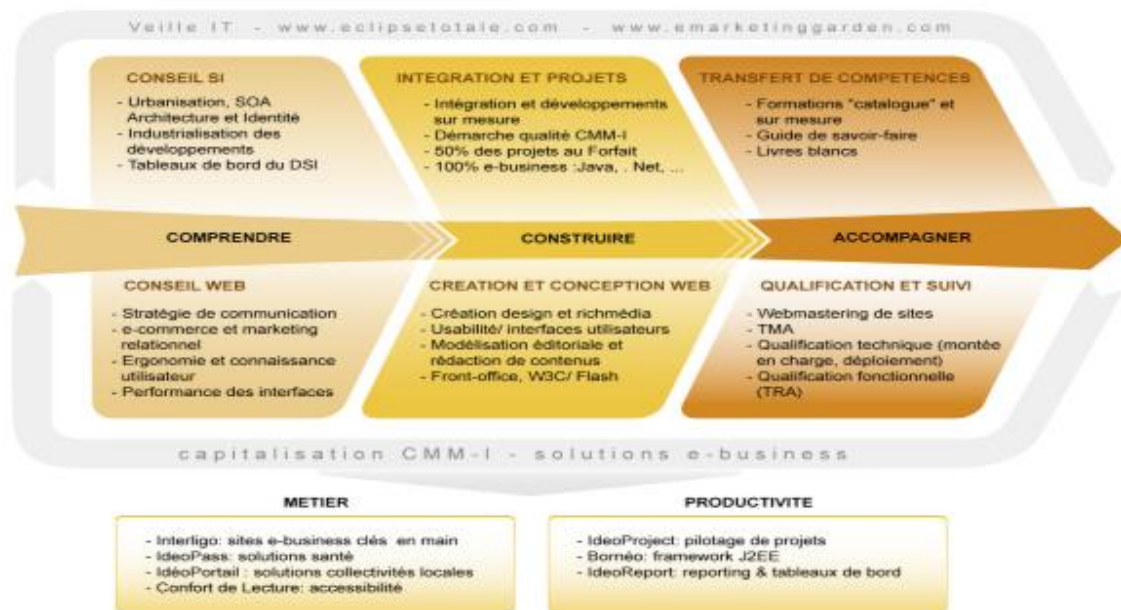 Veille IT - www.eclipsetotale.com - www.emarketinggarden.com
CONSEIL SI
- Urbanisation, SOA
Architecture et Identité
- Industrialisation des
développements
- Tableaux de bord du DSI
INTEGRATION ET PROJETS
- Intégration et développements
sur mesure
- Démarche qualité CMM-I
- 50% des projets au Forfait
- 100% e-business :Java, . Net, ...
TRANSFERT DE COMPETENCES
- Formations "catalogue" et
sur mesure
- Guide de savoir-faire
- Livres blancs
COMPRENDRE
CONSTRUIRE
ACCOMPAGNER
CONSEIL WEB
- Stratégie de communication
- e-commerce et marketing
relationnel
- Ergonomie et connaissance
utilisateur
- Performance des interfaces
CREATION ET CONCEPTION WEB
- Création design et richmédia
- Usabilité/ interfaces utilisateurs
- Modélisation éditoriale et
rédaction de contenus
- Front-office, W3C/ Flash
QUALIFICATION ET SUIVI
- Webmastering de sites
- TMA
- Qualification technique (montée
en charge, déploiement)
- Qualification fonctionnelle
(TRA)
capitalisation CMM-I - solutions e-business
METIER
- Interligo: sites e-business clés en main
- IdeoPass: solutions santé
- IdéoPortail : solutions collectivités locales
- Confort de Lecture: accessibilité
PRODUCTIVITE
- IdeoProject: pilotage de projets
- Bornéo: framework J2EE
- IdeoReport: reporting & tableaux de bord